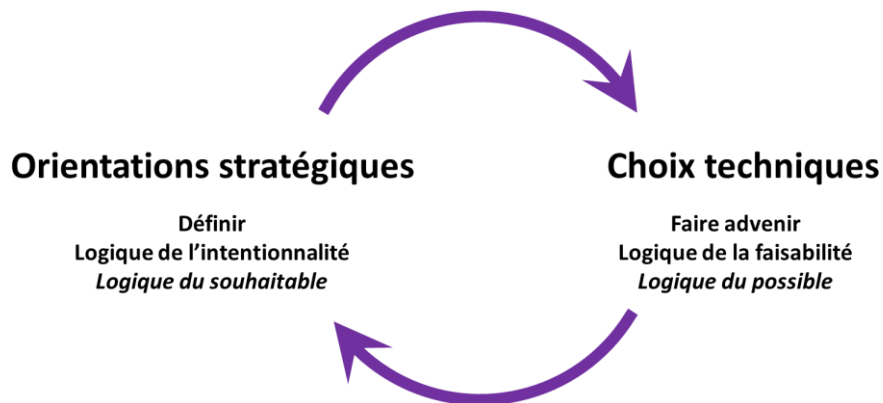 Orientations stratégiques
Définir
Logique de l’intentionnalité
Logique du souhaitable
Choix techniques
Faire advenir
Logique de la faisabilité
Logique du possible